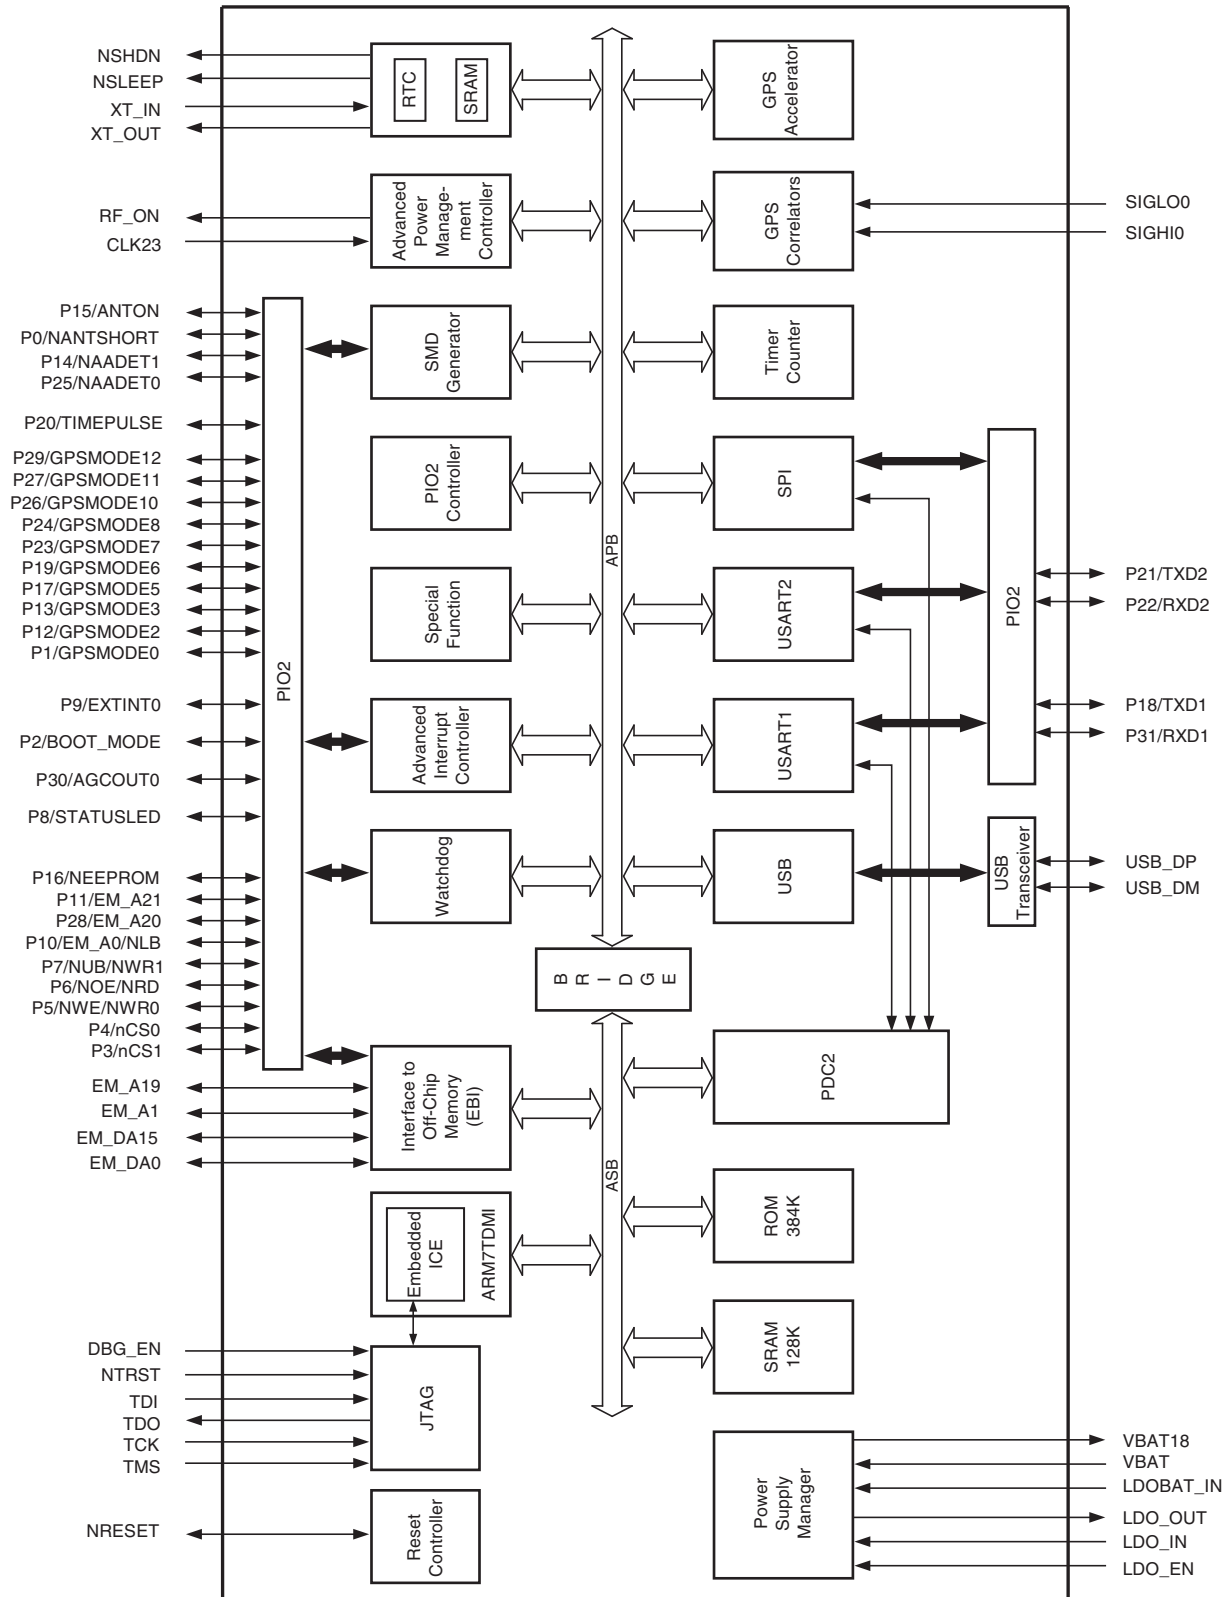 NSHDN
NSLEEP
XT_IN
XT_OUT
RF_ON
CLK23
P15/ANTON
P0/NANTSHORT
P14/NAADET1
P25/NAADET0
P20/TIMEPULSE
P29/GPSMODE12
P27/GPSMODE11
P26/GPSMODE10
P24/GPSMODE8
P23/GPSMODE7
P19/GPSMODE6
P17/GPSMODE5
P13/GPSMODE3
P12/GPSMODE2
P1/GPSMODE0
P9/EXTINT0
P2/BOOT_MODE
P30/AGCOUT0
P8/STATUSLED
P16/NEEPROM
P11/EM_A21
P28/EM_A20
P10/EM_A0/NLB
P7/NUB/NWR1
P6/NOE/NRD
P5/NWE/NWR0
P4/nCS0
P3/nCS1
EM_A19
EM_A1
EM_DA15
EM_DA0
DBG_EN
NTRST
TDI
TDO
TCK
TMS
NRESET
PIO2
RTC
SRAM
Advanced
Power
Manage-
ment
Controller
SMD
Generator
PIO2
Controller
Special
Function
Advanced
Interrupt
Controller
Watchdog
Interface to
Off-Chip
Memory
(EBI)
Embedded
ICE
ARM7TDMI
JTAG
Reset
Controller
APB
BRIDGE
ASB
GPS
Accelerator
GPS
Correlators
Timer
Counter
SPI
USART2
USART1
USB
PDC2
ROM
384K
SRAM
128K
Power
Supply
Manager
PIO2
USB
Transceiver
SIGLO0
SIGHI0
P21/TXD2
P22/RXD2
P18/TXD1
P31/RXD1
USB_DP
USB_DM
VBAT18
VBAT
LDOBAT_IN
LDO_OUT
LDO_IN
LDO_EN